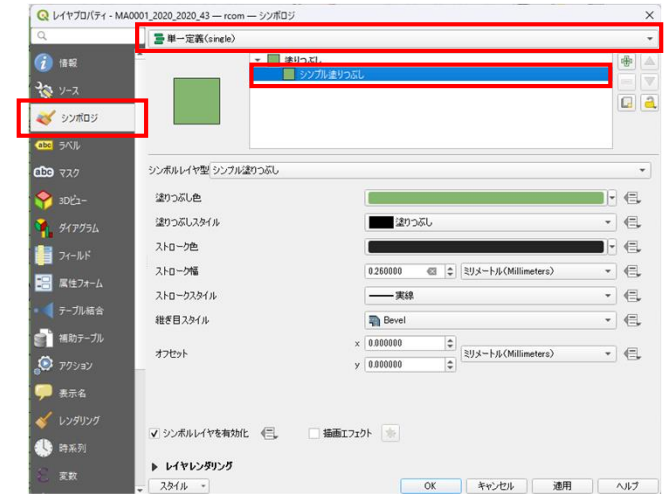 レイヤプロパティ - MA0001_2020_2020_43 — rcom — シンボロジ
単一定義(single)
情報
ソース
シンボロジ
abc ラベル
abc マスク
3Dビュー
ダイアグラム
フィールド
属性フォーム
テーブル結合
補助テーブル
アクション
表示名
レンダリング
時系列
変数
塗りつぶし
シンプル塗りつぶし
シンボルレイヤ型 シンプル塗りつぶし
塗りつぶし色
塗りつぶしスタイル 塗りつぶし
ストローク色
ストローク幅 0.260000 ミリメートル(Millimeters)
ストロークスタイル 実線
継ぎ目スタイル Bevel
オフセット x 0.000000 ミリメートル(Millimeters)
y 0.000000
シンボルレイヤを有効化 描画エフェクト
レイヤレンダリング
スタイル OK キャンセル 適用 ヘルプ